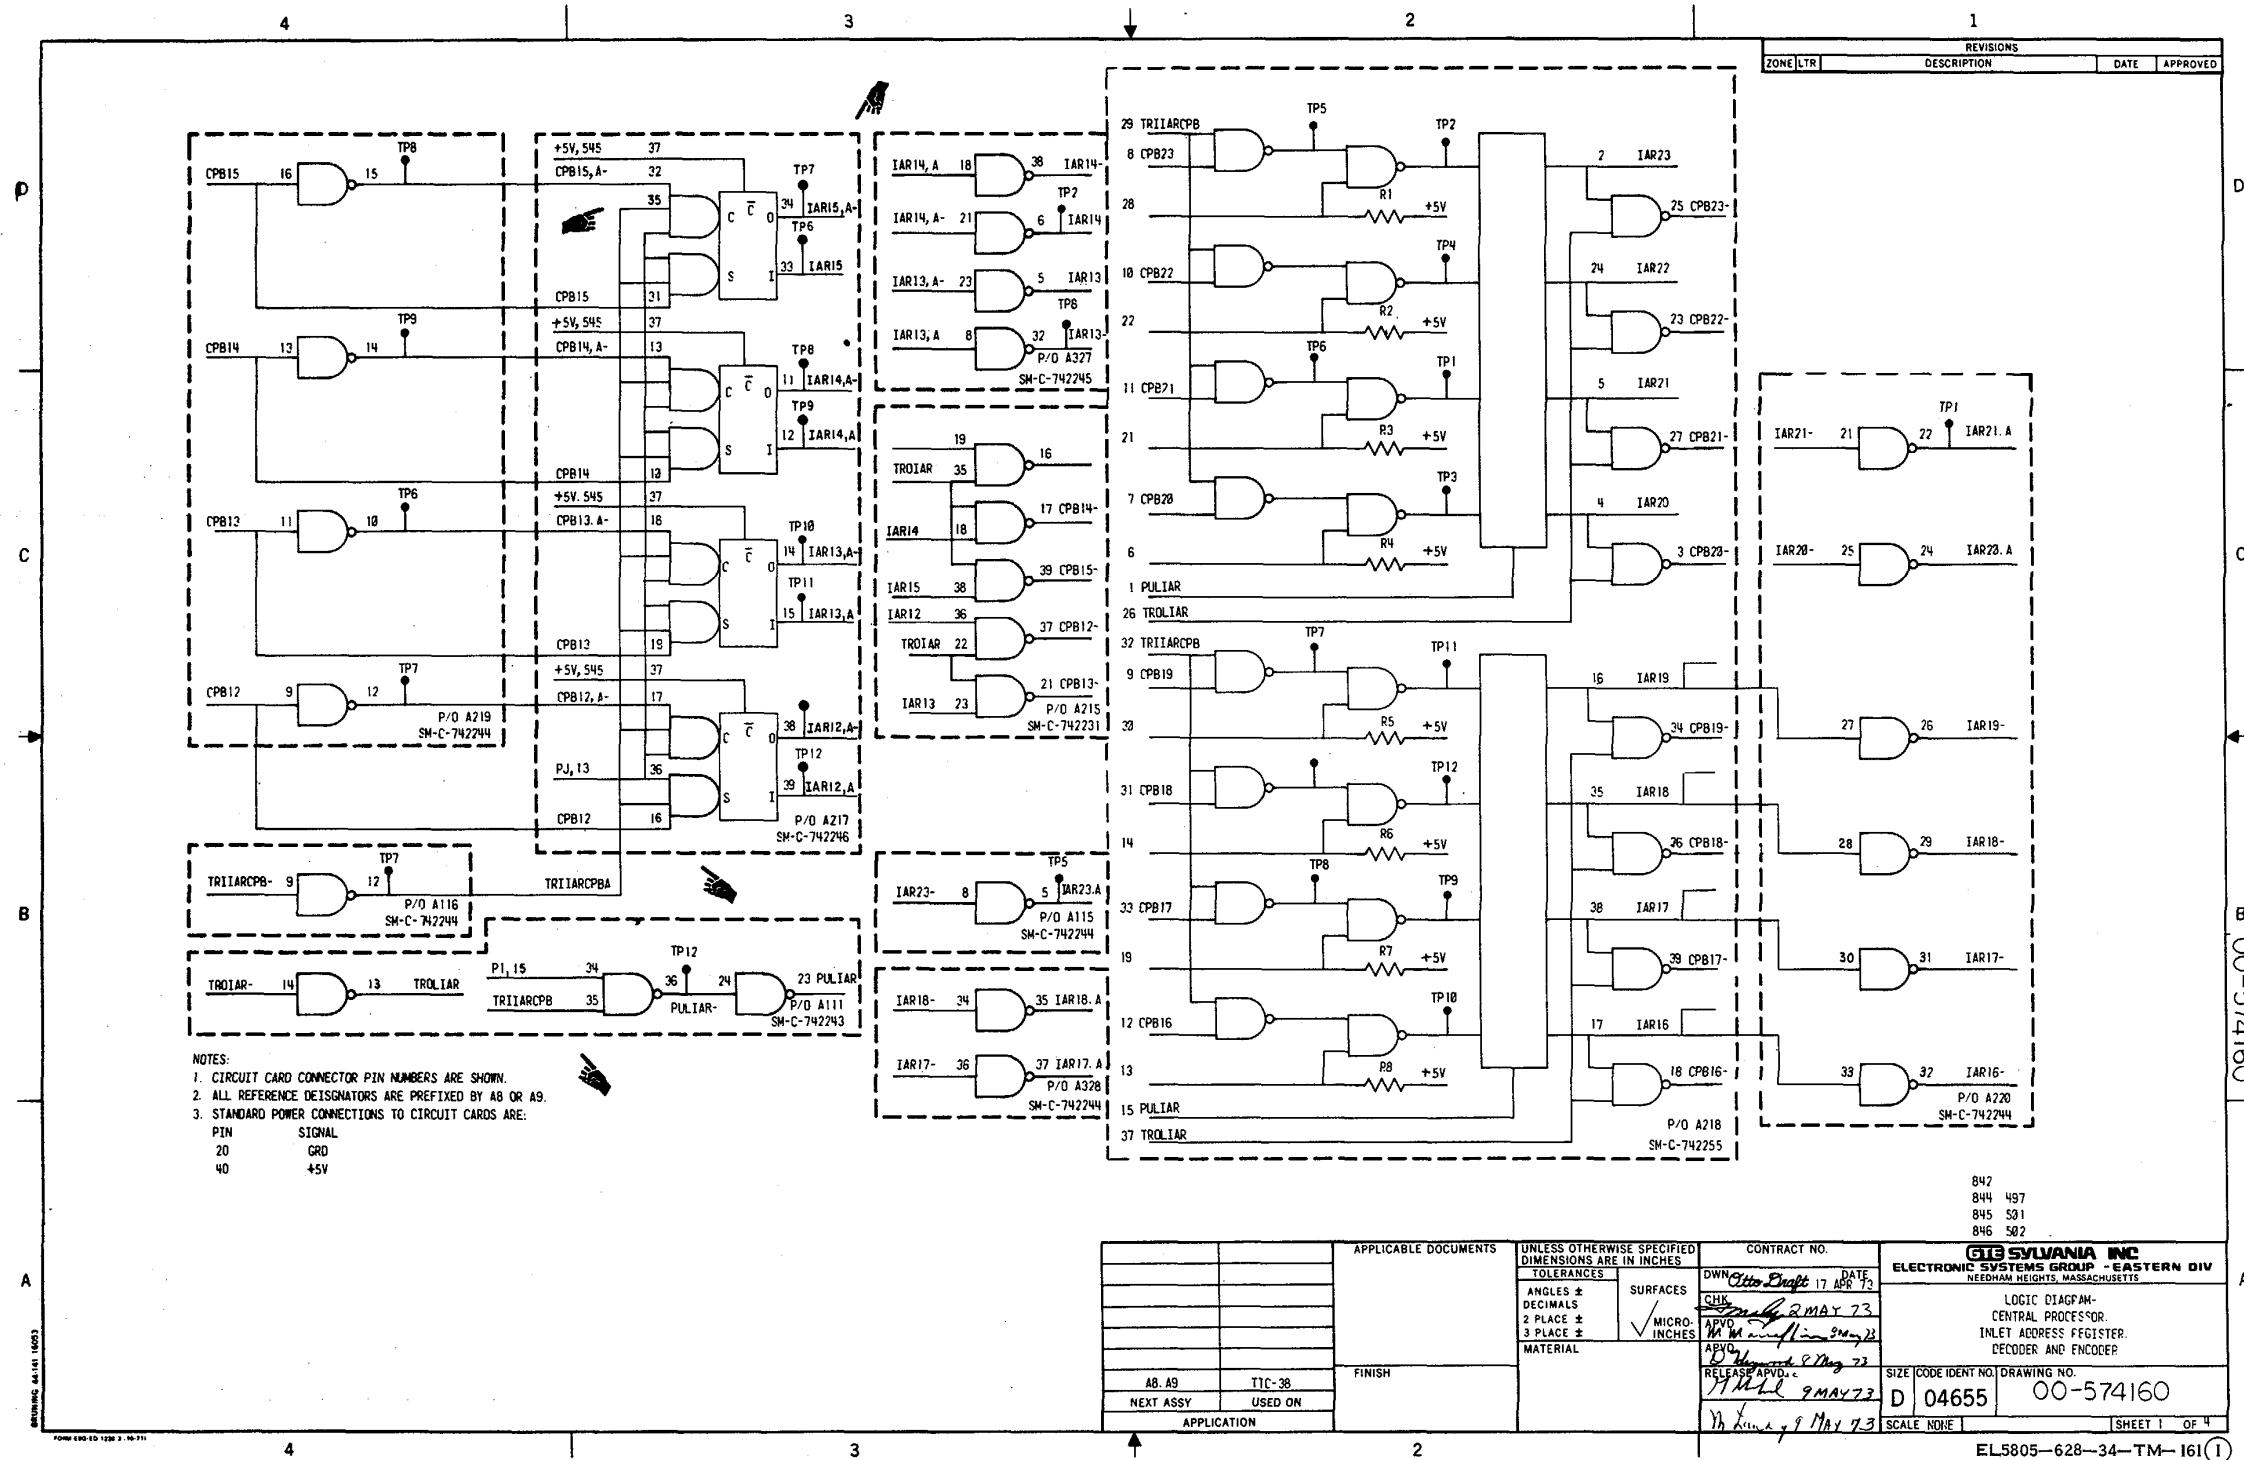 4 3 2 1
REVISIONS
ZONE LTR DESCRIPTION DATE APPROVED
D
C
B
A
CPB15 16 15 TP8
CPB14 13 14 TP9
CPB13 11 10 TP6
CPB12 9 12 TP7
P/O A219
SM-C-742244
+5V, 545 37
CPB15, A- 32
35
C C̅ O
34 IAR15, A-
TP7
TP6
S I
33 IAR15
CPB15 31
+5V, 545 37
CPB14, A- 13
TP8
C C̅ O
11 IAR14, A-
TP9
S I
12 IAR14, A
CPB14 10
+5V. 545 37
CPB13. A- 18
TP10
C C̅ O
14 IAR13, A-
TP11
S I
15 IAR13, A
CPB13 19
+5V, 545 37
CPB12, A- 17
C C̅ O
38 IAR12, A-
TP12
PJ, 13 36
S I
39 IAR12, A
CPB12 16
P/O A217
SM-C-742246
TRIIARCPB- 9 12 TP7
TRIIARCPBA
P/O A116
SM-C-742244
TROIAR- 14 13 TROLIAR
P1, 15 34
TRIIARCPB 35
36 TP12
PULIAR-
24 23 PULIAR
P/O A111
SM-C-742243
IAR14, A 18 38 IAR14-
TP2
IAR14, A- 21 6 IAR14
IAR13, A- 23 5 IAR13
TP8
IAR13, A 8 32 IAR13-
P/O A327
SM-C-742245
19 16
TROIAR 35
17 CPB14-
IAR14 18
39 CPB15-
IAR15 38
IAR12 36
37 CPB12-
TROIAR 22
21 CPB13-
IAR13 23
P/O A215
SM-C-742231
TP5
IAR23- 8 5 IAR23.A
P/O A115
SM-C-742244
IAR18- 34 35 IAR18. A
IAR17- 36 37 IAR17. A
P/O A328
SM-C-742244
29 TRIIARCPB TP5 TP2
8 CPB23 2 IAR23
28 R1 +5V 25 CPB23-
TP4
10 CPB22 24 IAR22
22 R2 +5V 23 CPB22-
TP6 TP1
11 CPB21 5 IAR21
21 R3 +5V 27 CPB21-
TP3
7 CPB20 4 IAR20
6 R4 +5V 3 CPB20-
1 PULIAR
26 TROLIAR
32 TRIIARCPB TP7 TP11
9 CPB19 16 IAR19
30 R5 +5V 34 CPB19-
TP12
31 CPB18 35 IAR18
14 R6 +5V 36 CPB18-
TP8 TP9
33 CPB17 38 IAR17
19 R7 +5V 39 CPB17-
TP10
12 CPB16 17 IAR16
13 R8 +5V 18 CPB16-
15 PULIAR
37 TROLIAR
P/O A218
SM-C-742255
TP1
IAR21- 21 22 IAR21. A
IAR20- 25 24 IAR20. A
27 26 IAR19-
28 29 IAR18-
30 31 IAR17-
33 32 IAR16-
P/O A220
SM-C-742244
NOTES:
1. CIRCUIT CARD CONNECTOR PIN NUMBERS ARE SHOWN.
2. ALL REFERENCE DEISGNATORS ARE PREFIXED BY A8 OR A9.
3. STANDARD POWER CONNECTIONS TO CIRCUIT CARDS ARE:
PIN SIGNAL
20 GRD
40 +5V
842
844 497
845 501
846 502
00-574160
A8. A9 TTC-38
NEXT ASSY USED ON
APPLICATION
APPLICABLE DOCUMENTS
FINISH
UNLESS OTHERWISE SPECIFIED
DIMENSIONS ARE IN INCHES
TOLERANCES
ANGLES ±
DECIMALS
2 PLACE ±
3 PLACE ±
SURFACES
MICRO-
INCHES
MATERIAL
CONTRACT NO.
DWN Otto Draft 17 APR 73 DATE
CHK 2 MAY 73
APVD 9 May 73
APVD 9 May 73
RELEASE APVD 9 MAY 73
9 MAY 73
GTE SYLVANIA INC
ELECTRONIC SYSTEMS GROUP - EASTERN DIV
NEEDHAM HEIGHTS, MASSACHUSETTS
LOGIC DIAGRAM-
CENTRAL PROCESSOR.
INLET ADDRESS REGISTER.
DECODER AND ENCODER
SIZE CODE IDENT NO. DRAWING NO.
D 04655 00-574160
SCALE NONE SHEET 1 OF 4
4 3 2
EL5805-628-34-TM-161 (1)
BRUNING 44-141 16053